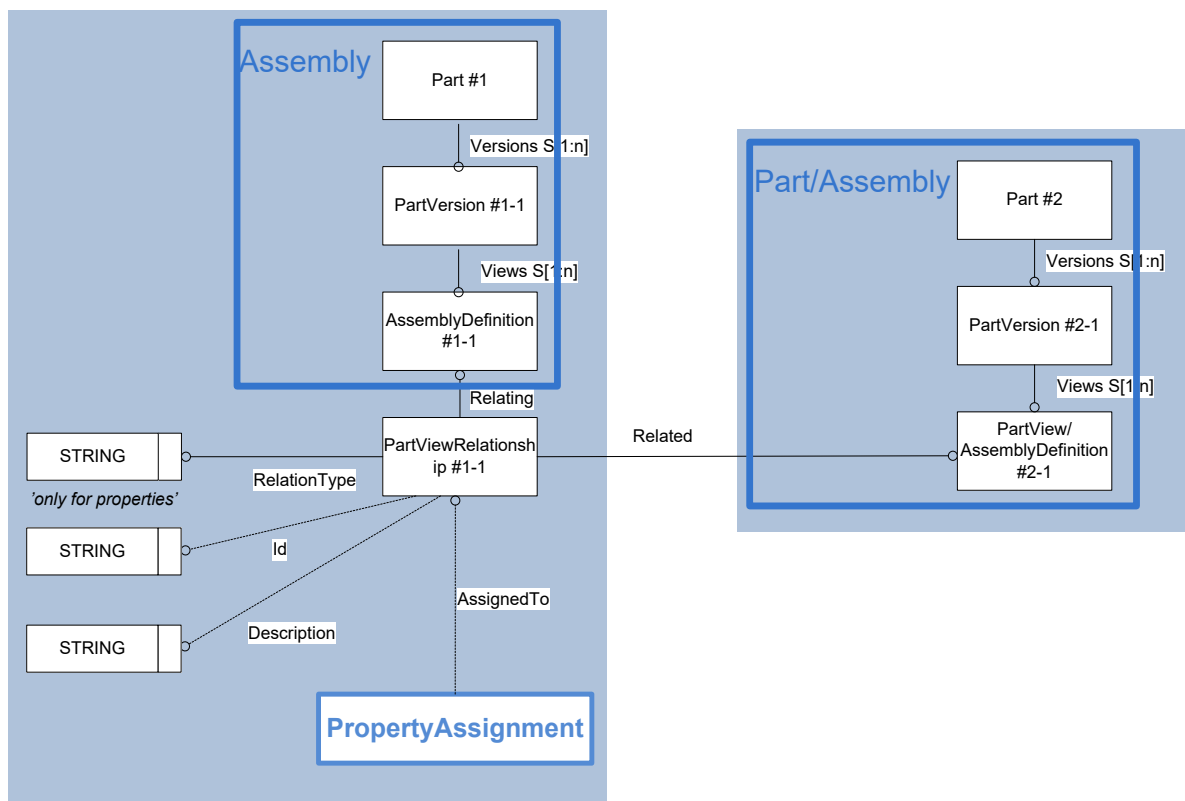 Assembly
Part #1
Versions S[1:n]
PartVersion #1-1
Views S[1:n]
AssemblyDefinition
#1-1
Relating
PartViewRelationsh
ip #1-1
Related
STRING
RelationType
'only for properties’
STRING
Id
STRING
Description
AssignedTo
PropertyAssignment
Part/Assembly
Part #2
Versions S[1:n]
PartVersion #2-1
Views S[1:n]
PartView/
AssemblyDefinition
#2-1